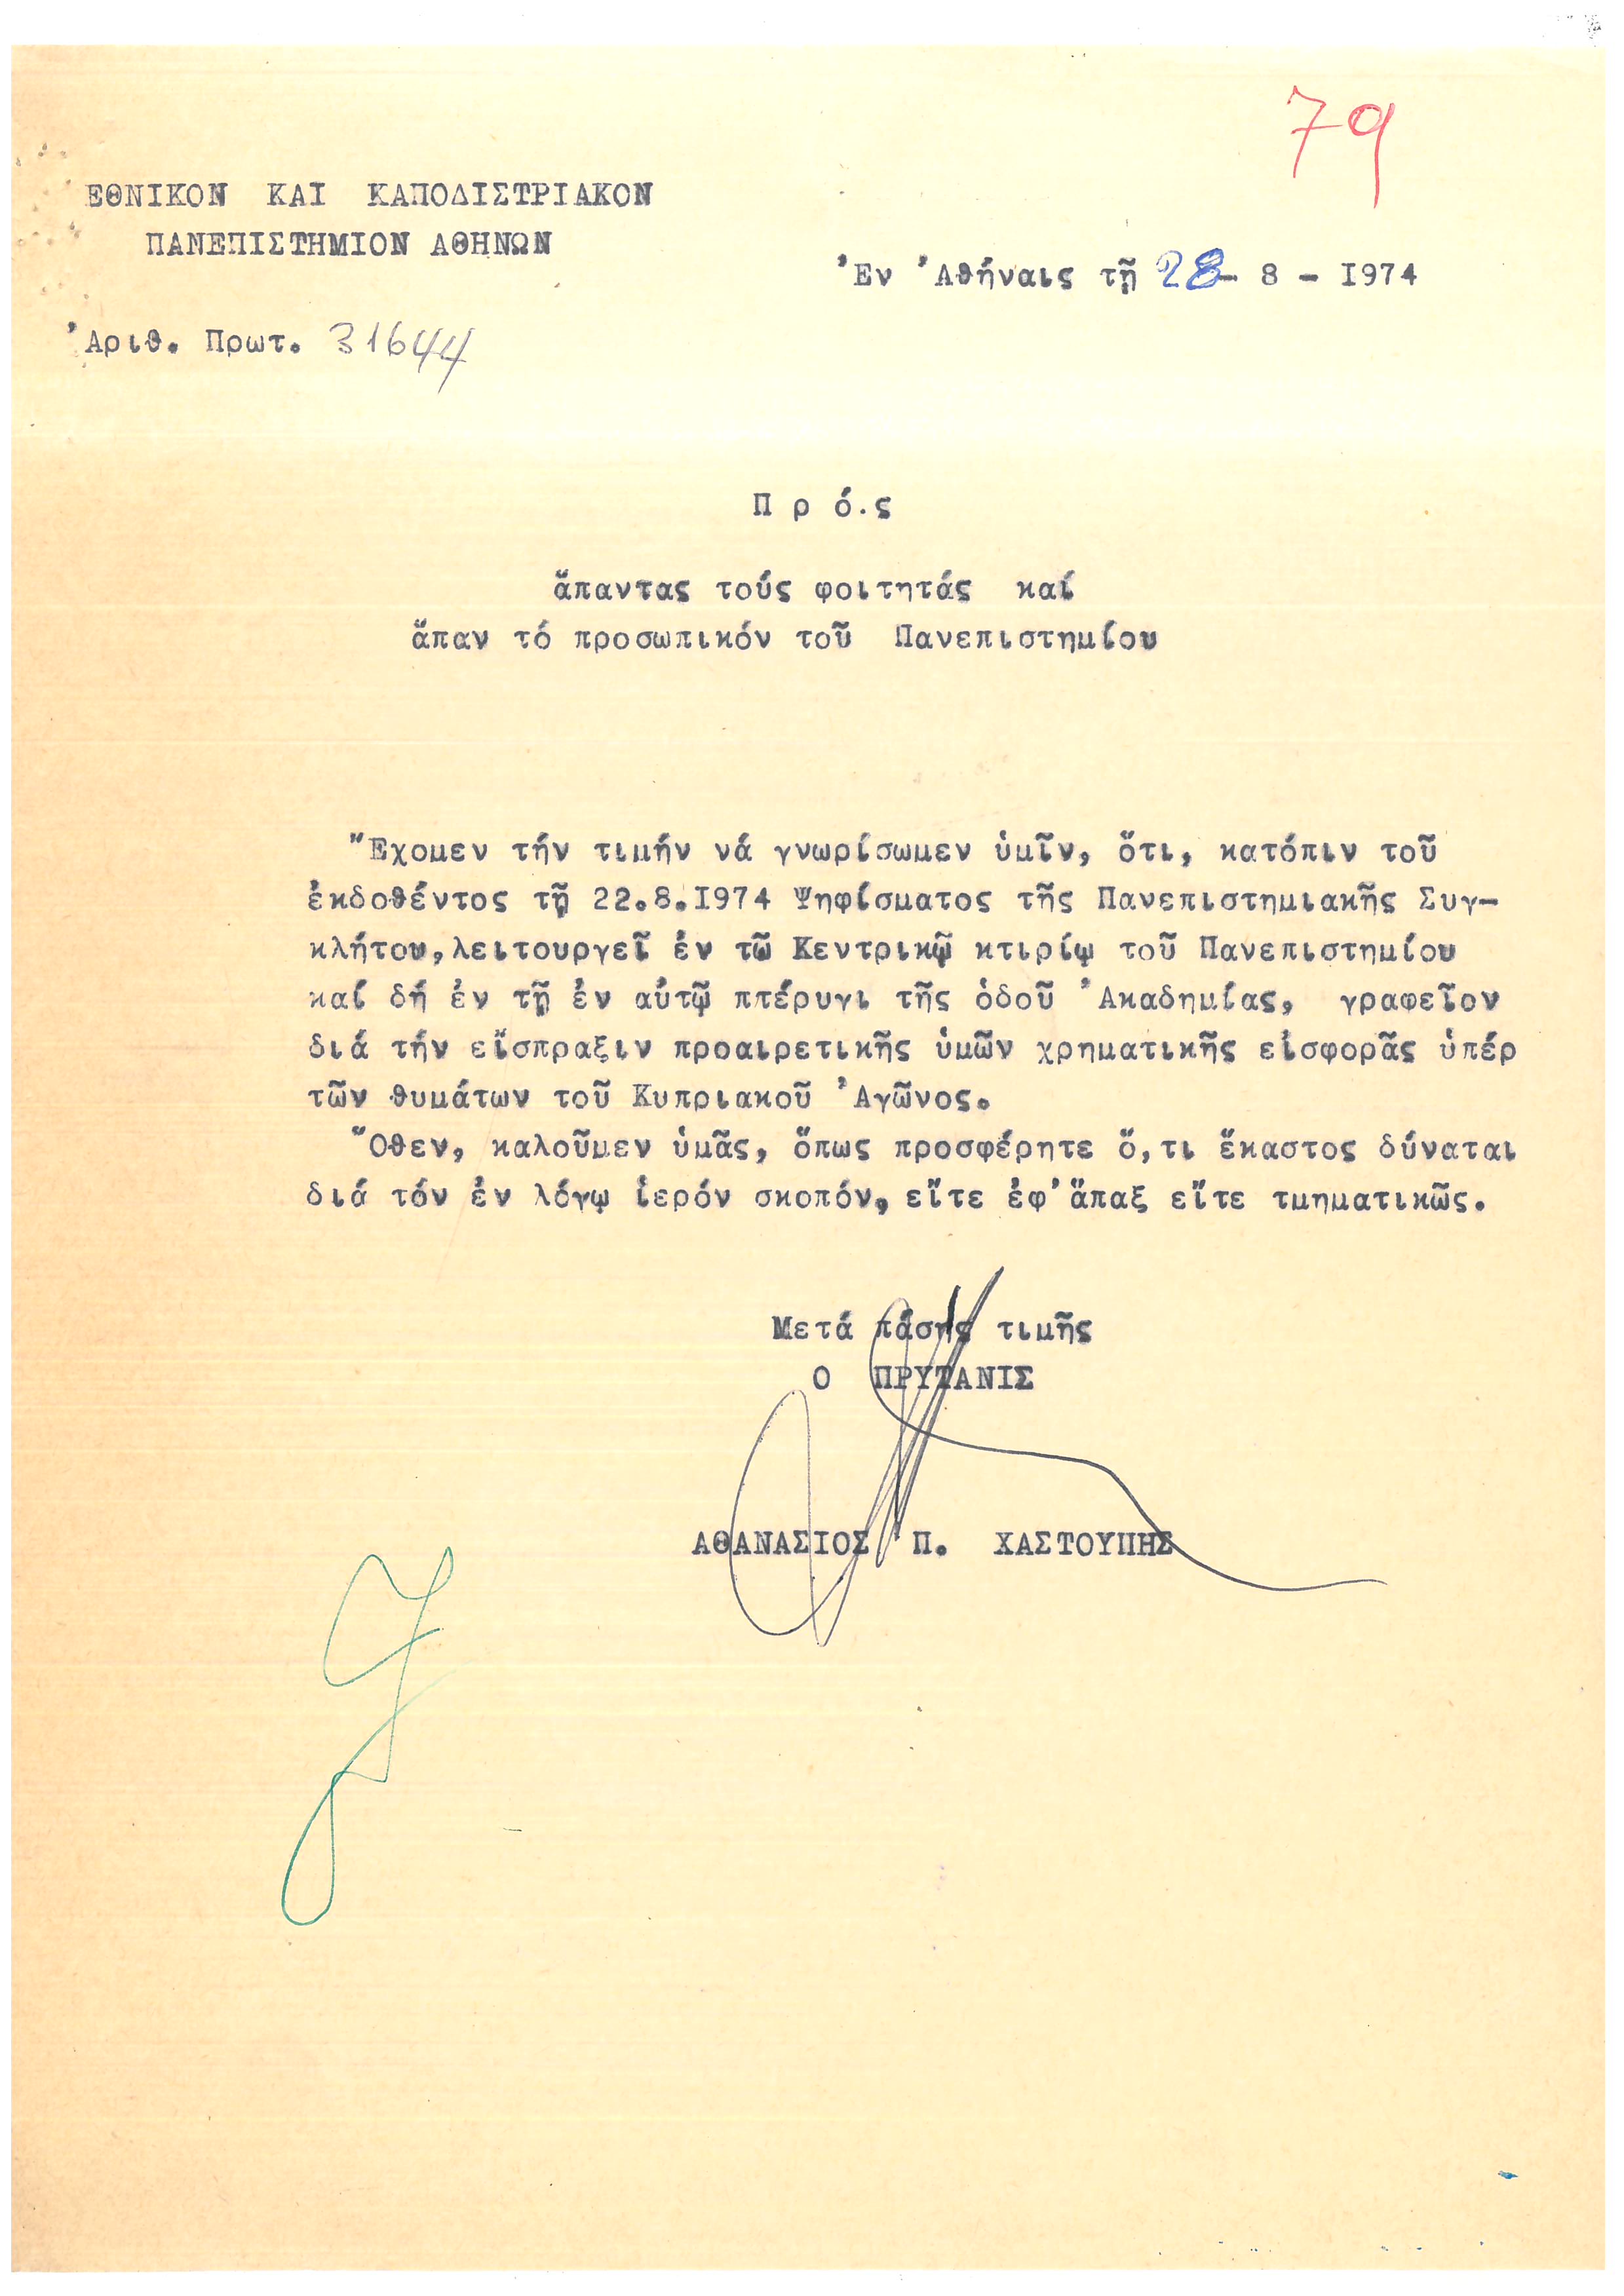 79
ΕΘΝΙΚΟΝ ΚΑΙ ΚΑΠΟΔΙΣΤΡΙΑΚΟΝ
ΠΑΝΕΠΙΣΤΗΜΙΟΝ ΑΘΗΝΩΝ
Ἐν Ἀθήναις τῇ 28 - 8 - I974
Ἀριθ. Πρωτ. 31644
Π ρ ό.ς
ἅπαντας τούς φοιτητάς καί
ἅπαν τό προσωπικόν τοῦ Πανεπιστημίου
Ἔχομεν τήν τιμήν νά γνωρίσωμεν ὑμῖν, ὅτι, κατόπιν τοῦ
ἐκδοθέντος τῇ 22.8.I974 Ψηφίσματος τῆς Πανεπιστημιακῆς Συγ-
κλήτου, λειτουργεῖ ἐν τῶ Κεντρικῷ κτιρίῳ τοῦ Πανεπιστημίου
καί δή ἐν τῇ ἐν αὐτῷ πτέρυγι τῆς ὁδοῦ Ἀκαδημίας, γραφεῖον
διά τήν εἴσπραξιν προαιρετικῆς ὑμῶν χρηματικῆς εἰσφορᾶς ὑπέρ
τῶν θυμάτων τοῦ Κυπριακοῦ Ἀγῶνος.
Ὅθεν, καλοῦμεν ὑμᾶς, ὅπως προσφέρητε ὅ,τι ἕκαστος δύναται
διά τόν ἐν λόγῳ ἱερόν σκοπόν, εἴτε ἐφ' ἅπαξ εἴτε τμηματικῶς.
Μετά πάσης τιμῆς
Ο ΠΡΥΤΑΝΙΣ
ΑΘΑΝΑΣΙΟΣ Π. ΧΑΣΤΟΥΠΗΣ